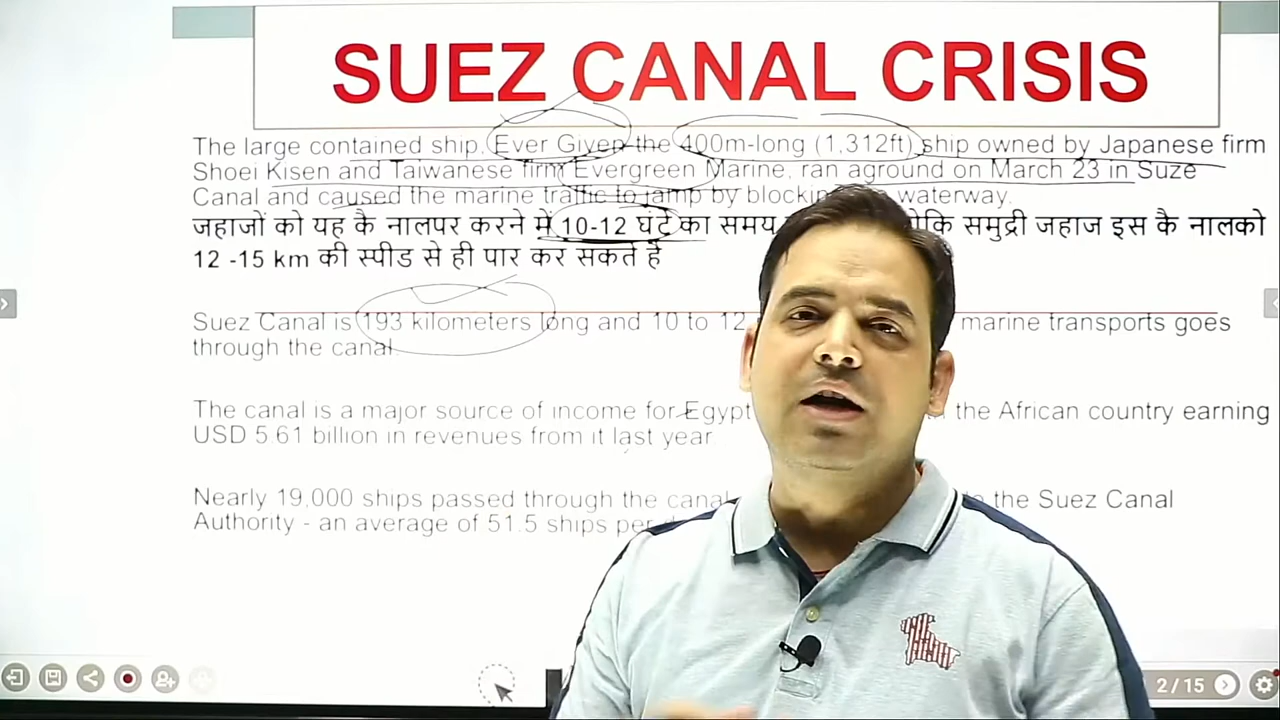 SUEZ CANAL CRISIS
The large contained ship, Ever Given the 400m-long (1,312ft) ship owned by Japanese firm
Shoei Kisen and Taiwanese firm Evergreen Marine, ran aground on March 23 in Suze
Canal and caused the marine traffic to jamp by waterway.
जहाजों को यह कै नालपर करने में 10-12 घंटे का समय समुद्री जहाज इस कै नालको
12 -15 km की स्पीड से ही पार कर सकते हैं
Suez Canal is 193 kilometers long and 10 to 12 marine transports goes
through the canal.
The canal is a major source of income for Egypt the African country earning
USD 5.61 billion in revenues from it last year.
Nearly 19,000 ships passed through the canal the Suez Canal
Authority - an average of 51.5 ships per
2/15